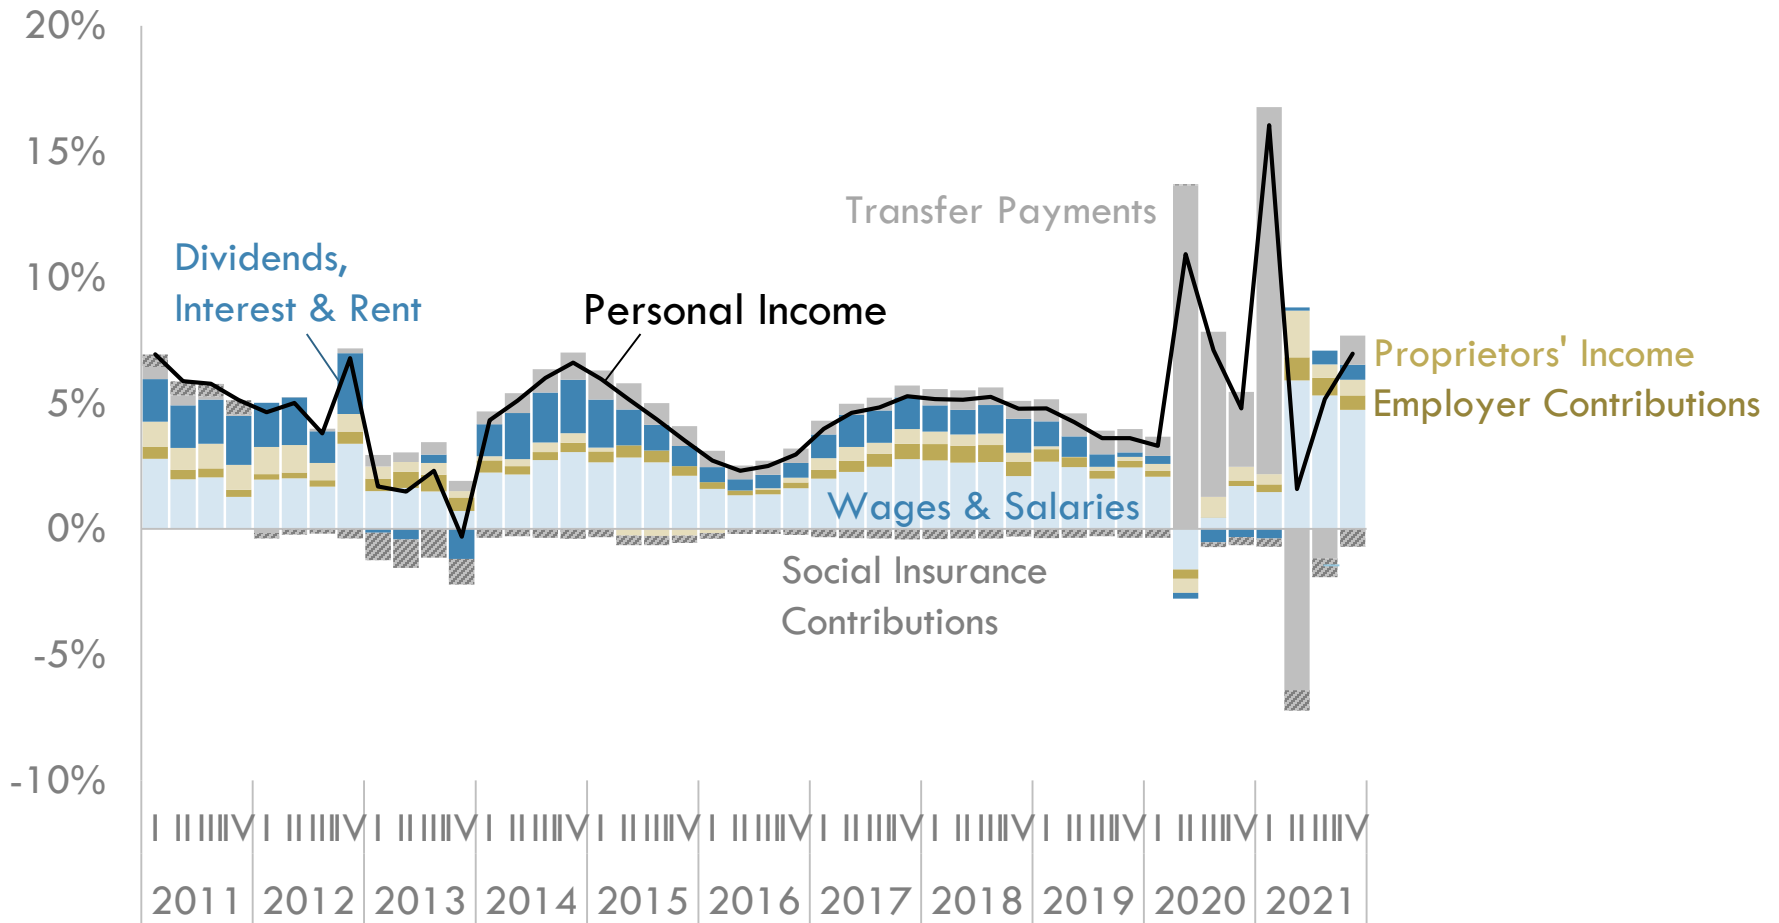 20%
15%
10%
5%
0%
-5%
-10%
Transfer Payments
Dividends,
Interest & Rent
Personal Income
Proprietors' Income
Employer Contributions
Wages & Salaries
Social Insurance
Contributions
I II III IV I II III IV I II III IV I II III IV I II III IV I II III IV I II III IV I II III IV I II III IV I II III IV I II III IV
2011 2012 2013 2014 2015 2016 2017 2018 2019 2020 2021